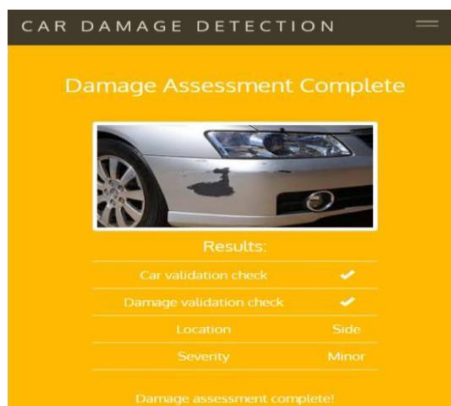 CAR DAMAGE DETECTION
Damage Assessment Complete
Results:
Car validation check ✔
Damage validation check ✔
Location Side
Severity Minor
Damage assessment complete!